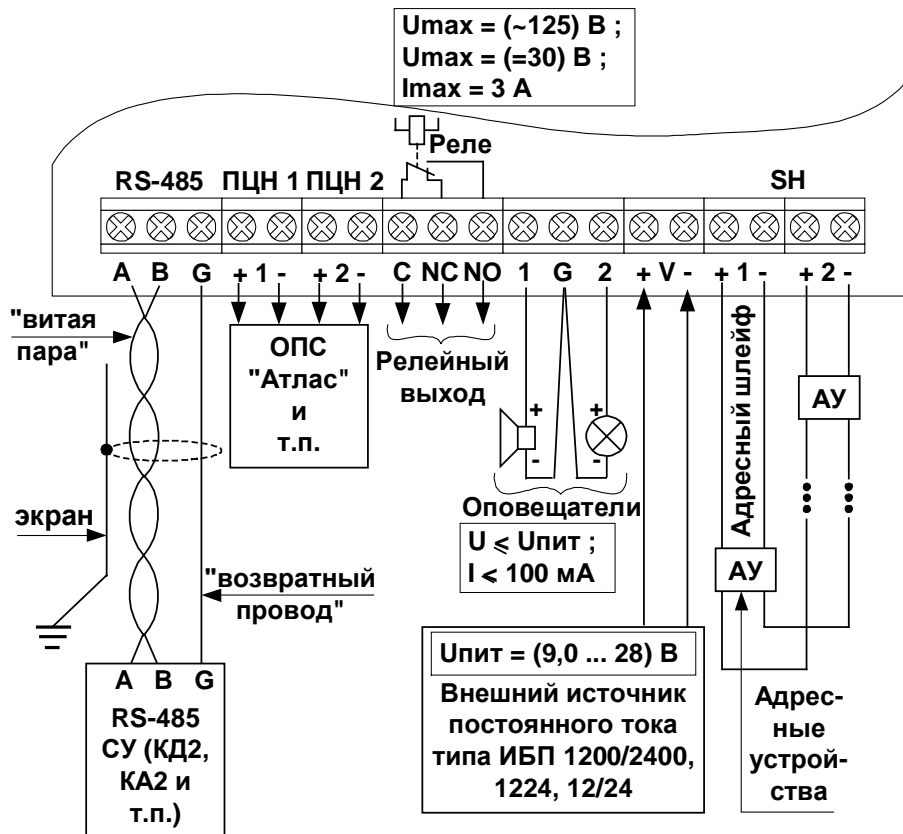 Umax = (~125) В ;
Umax = (=30) В ;
Imax = 3 А
Реле
RS-485 ПЦН 1 ПЦН 2 SH
A B G + 1 - + 2 - C NC NO 1 G 2 + V - + 1 - + 2 -
"витая
пара"
ОПС
"Атлас"
и
т.п.
Релейный
выход
+ - + -
Оповещатели
U ⩽ Uпит ;
I ⩽ 100 мА
Адресный шлейф
АУ
АУ
экран
"возвратный
провод"
A B G
RS-485
СУ (КД2,
КА2 и
т.п.)
Uпит = (9,0 ... 28) В
Внешний источник
постоянного тока
типа ИБП 1200/2400,
1224, 12/24
Адрес-
ные
устрой-
ства